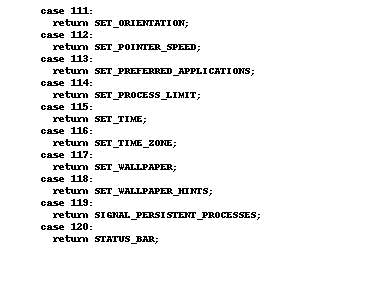 case 111:
return SET_ORIENTATION;
case 112:
return SET_POINTER_SPEED;
case 113:
return SET_PREFERRED_APPLICATIONS;
case 114:
return SET_PROCESS_LIMIT;
case 115:
return SET_TIME;
case 116:
return SET_TIME_ZONE;
case 117:
return SET_WALLPAPER;
case 118:
return SET_WALLPAPER_HINTS;
case 119:
return SIGNAL_PERSISTENT_PROCESSES;
case 120:
return STATUS_BAR;